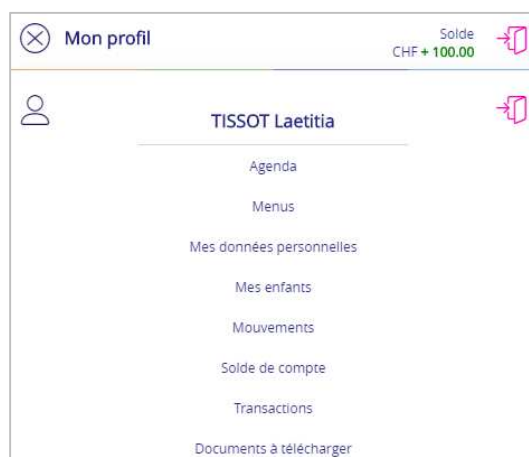 Mon profil
Solde
CHF + 100.00
TISSOT Laetitia
Agenda
Menus
Mes données personnelles
Mes enfants
Mouvements
Solde de compte
Transactions
Documents à télécharger